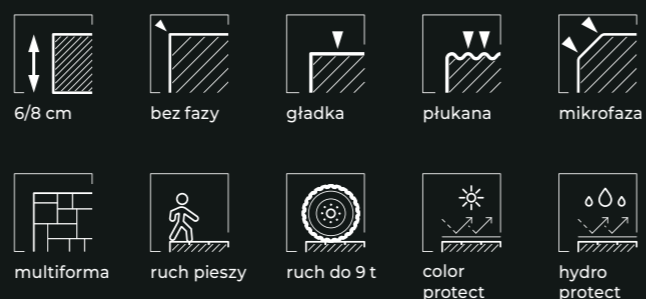 6/8 cm
bez fazy
gładka
płukana
mikrofaza
multiforma
ruch pieszy
ruch do 9 t
color
protect
hydro
protect